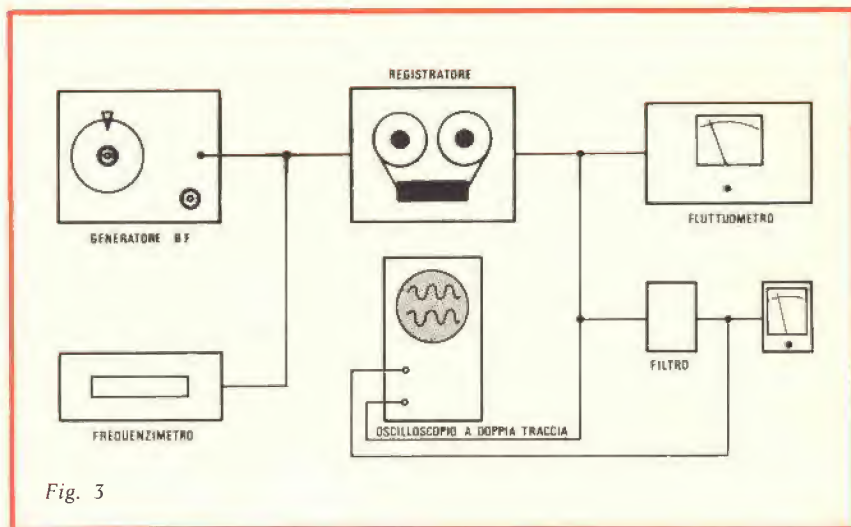 REGISTRATORE
GENERATORE BF
FLUTTUOMETRO
FILTRO
FREQUENZIMETRO
OSCILLOSCOPIO A DOPPIA TRACCIA
Fig. 3